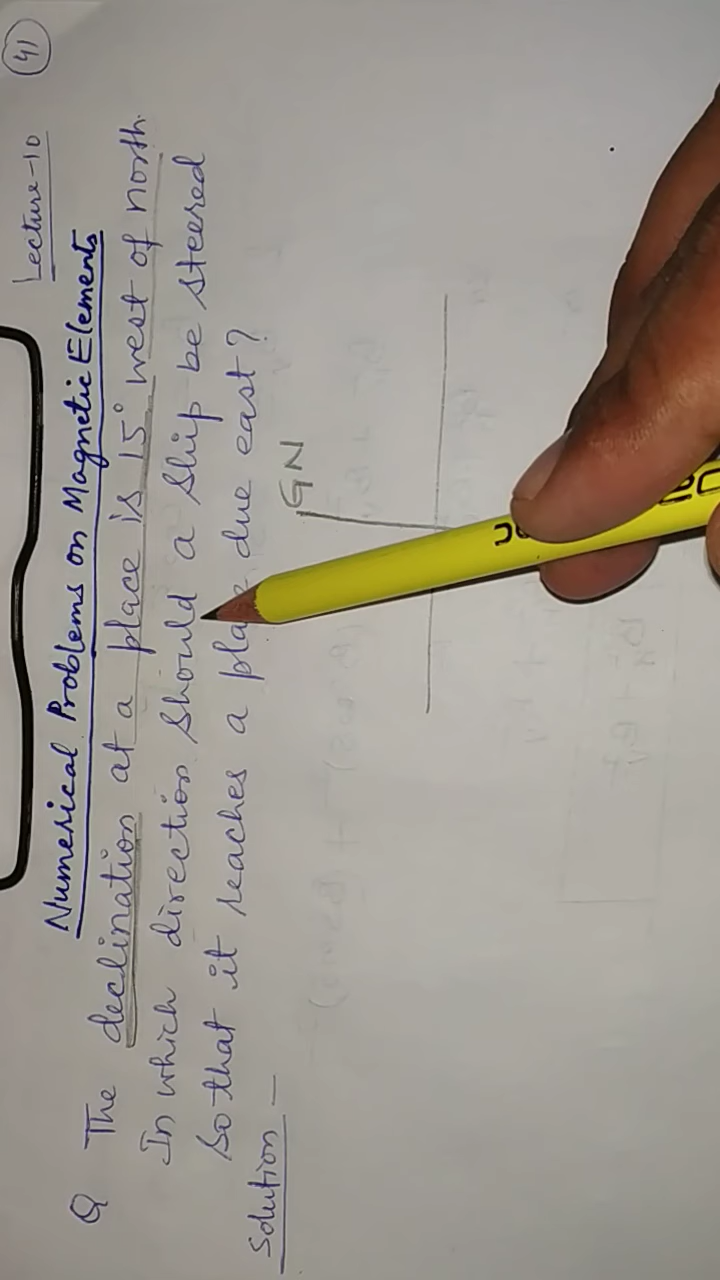 41
Lecture-10
Numerical Problems on Magnetic Elements
Q The declination at a place is 15° west of north.
In which direction should a ship be steered
So that it reaches a place due east?
Solution -
GN